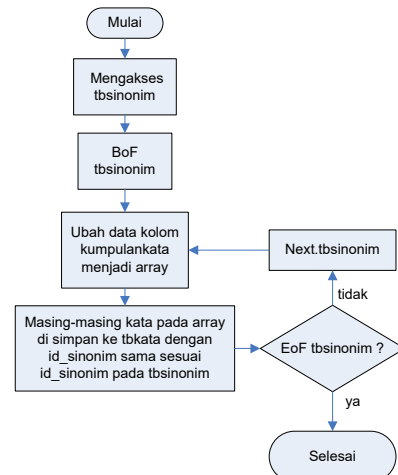 Mulai
Mengakses
tbsinonim
BoF
tbsinonim
Ubah data kolom
kumpulankata
menjadi array
Next.tbsinonim
tidak
Masing-masing kata pada array
di simpan ke tbkata dengan
id_sinonim sama sesuai
id_sinonim pada tbsinonim
EoF tbsinonim ?
ya
Selesai